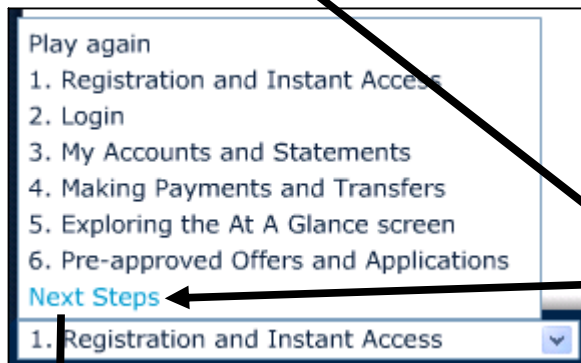 Play again
1. Registration and Instant Access
2. Login
3. My Accounts and Statements
4. Making Payments and Transfers
5. Exploring the At A Glance screen
6. Pre-approved Offers and Applications
Next Steps
1. Registration and Instant Access